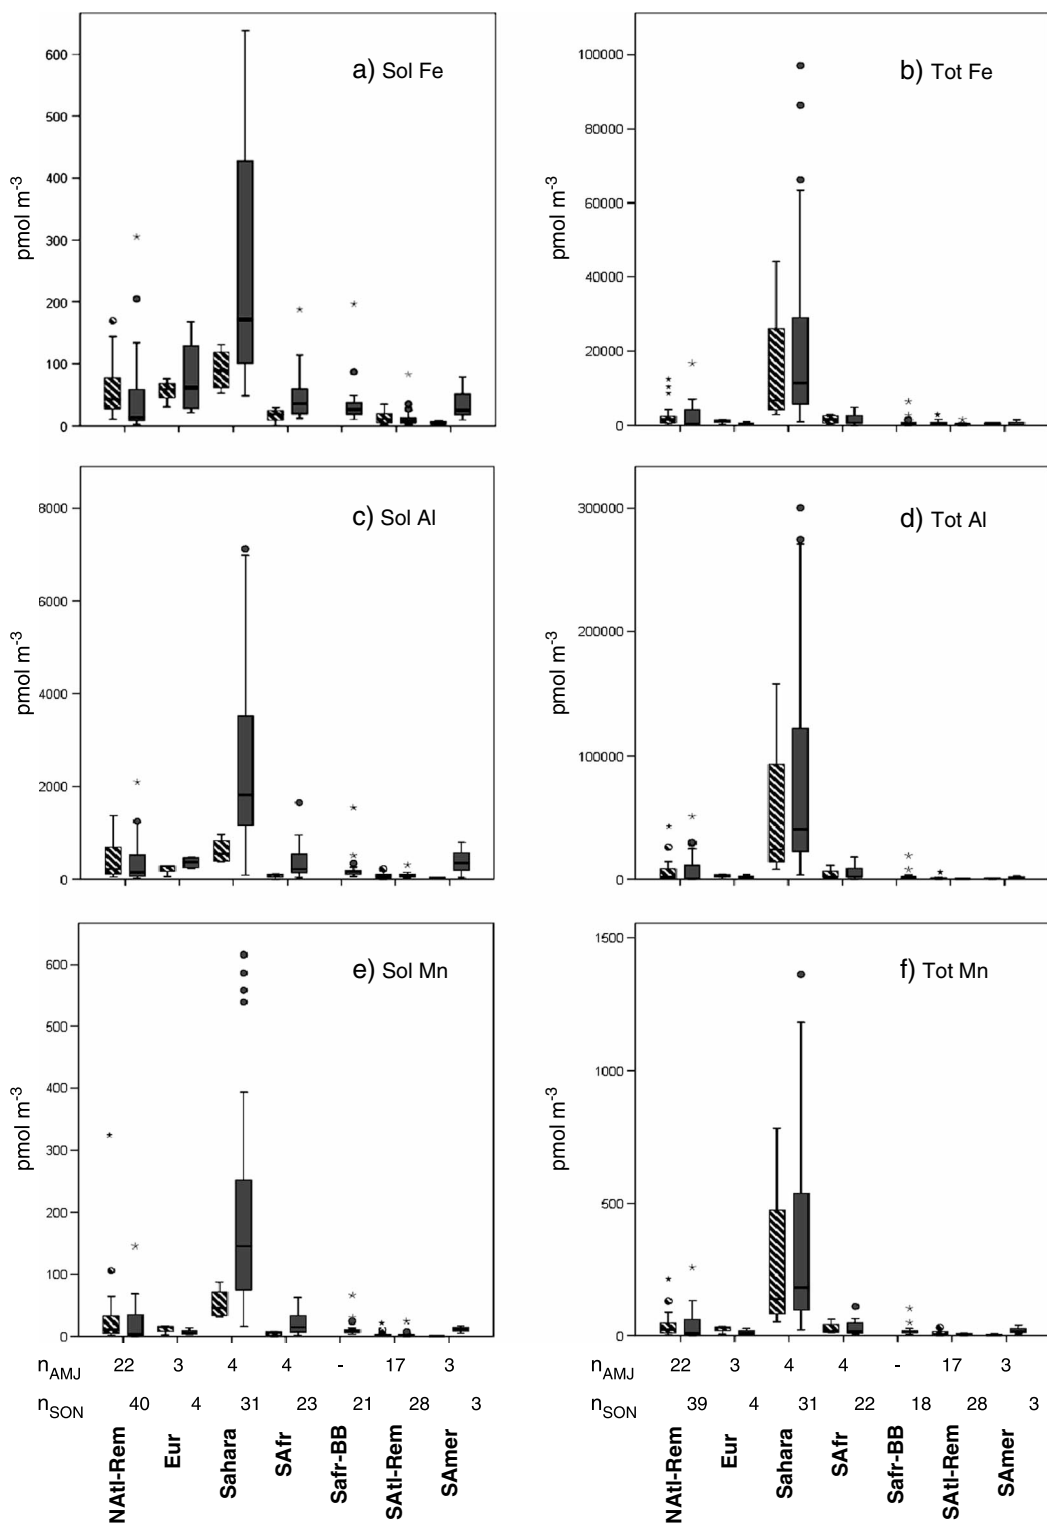 a) Sol Fe
600
500
400
300
200
100
0
pmol m-3
b) Tot Fe
100000
80000
60000
40000
20000
0
pmol m-3
c) Sol Al
8000
6000
4000
2000
0
pmol m-3
d) Tot Al
300000
200000
100000
0
pmol m-3
e) Sol Mn
600
500
400
300
200
100
0
pmol m-3
f) Tot Mn
1500
1000
500
0
pmol m-3
nAMJ 22 3 4 4 - 17 3
nSON 40 4 31 23 21 28 3
NAtl-Rem
Eur
Sahara
SAfr
Safr-BB
SAtl-Rem
SAmer
nAMJ 22 3 4 4 - 17 3
nSON 39 4 31 22 18 28 3
NAtl-Rem
Eur
Sahara
SAfr
Safr-BB
SAtl-Rem
SAmer